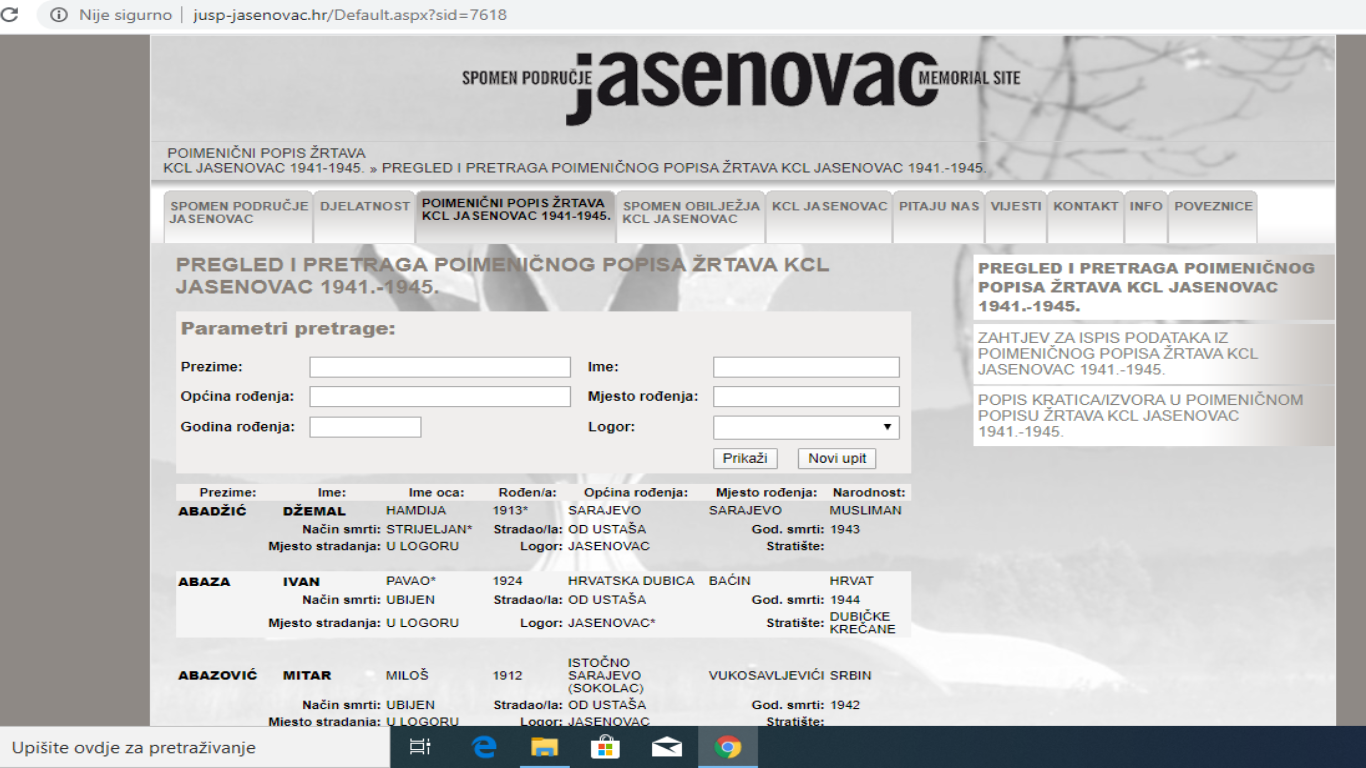 Nije sigurno | jusp-jasenovac.hr/Default.aspx?sid=7618
SPOMEN PODRUČJE jasenovac MEMORIAL SITE
POIMENIČNI POPIS ŽRTAVA
KCL JASENOVAC 1941-1945. » PREGLED I PRETRAGA POIMENIČNOG POPISA ŽRTAVA KCL JASENOVAC 1941.-1945.
SPOMEN PODRUČJE JASENOVAC
DJELATNOST
POIMENIČNI POPIS ŽRTAVA
KCL JASENOVAC 1941-1945.
SPOMEN OBILJEŽJA
KCL JASENOVAC
KCL JASENOVAC
PITAJU NAS
VIJESTI
KONTAKT
INFO
POVEZNICE
PREGLED I PRETRAGA POIMENIČNOG POPISA ŽRTAVA KCL
JASENOVAC 1941.-1945.
Parametri pretrage:
Prezime: Ime:
Općina rođenja: Mjesto rođenja:
Godina rođenja: Logor:
Prikaži Novi upit
Prezime: Ime: Ime oca: Rođen/a: Općina rođenja: Mjesto rođenja: Narodnost:
ABADŽIĆ DŽEMAL HAMDIJA 1913* SARAJEVO SARAJEVO MUSLIMAN
Način smrti: STRIJELJAN* Stradao/la: OD USTAŠA God. smrti: 1943
Mjesto stradanja: U LOGORU Logor: JASENOVAC Stratište:
ABAZA IVAN PAVAO* 1924 HRVATSKA DUBICA BAĆIN HRVAT
Način smrti: UBIJEN Stradao/la: OD USTAŠA God. smrti: 1944
Mjesto stradanja: U LOGORU Logor: JASENOVAC* Stratište: DUBIČKE
KREČANE
ABAZOVIĆ MITAR MILOŠ 1912 ISTOČNO
SARAJEVO
(SOKOLAC) VUKOSAVLJEVIĆI SRBIN
Način smrti: UBIJEN Stradao/la: OD USTAŠA God. smrti: 1942
Mjesto stradanja: U LOGORU Logor: JASENOVAC Stratište:
PREGLED I PRETRAGA POIMENIČNOG
POPISA ŽRTAVA KCL JASENOVAC
1941.-1945.
ZAHTJEV ZA ISPIS PODATAKA IZ
POIMENIČNOG POPISA ŽRTAVA KCL
JASENOVAC 1941.-1945.
POPIS KRATICA/IZVORA U POIMENIČNOM
POPISU ŽRTAVA KCL JASENOVAC
1941.-1945.
Upišite ovdje za pretraživanje